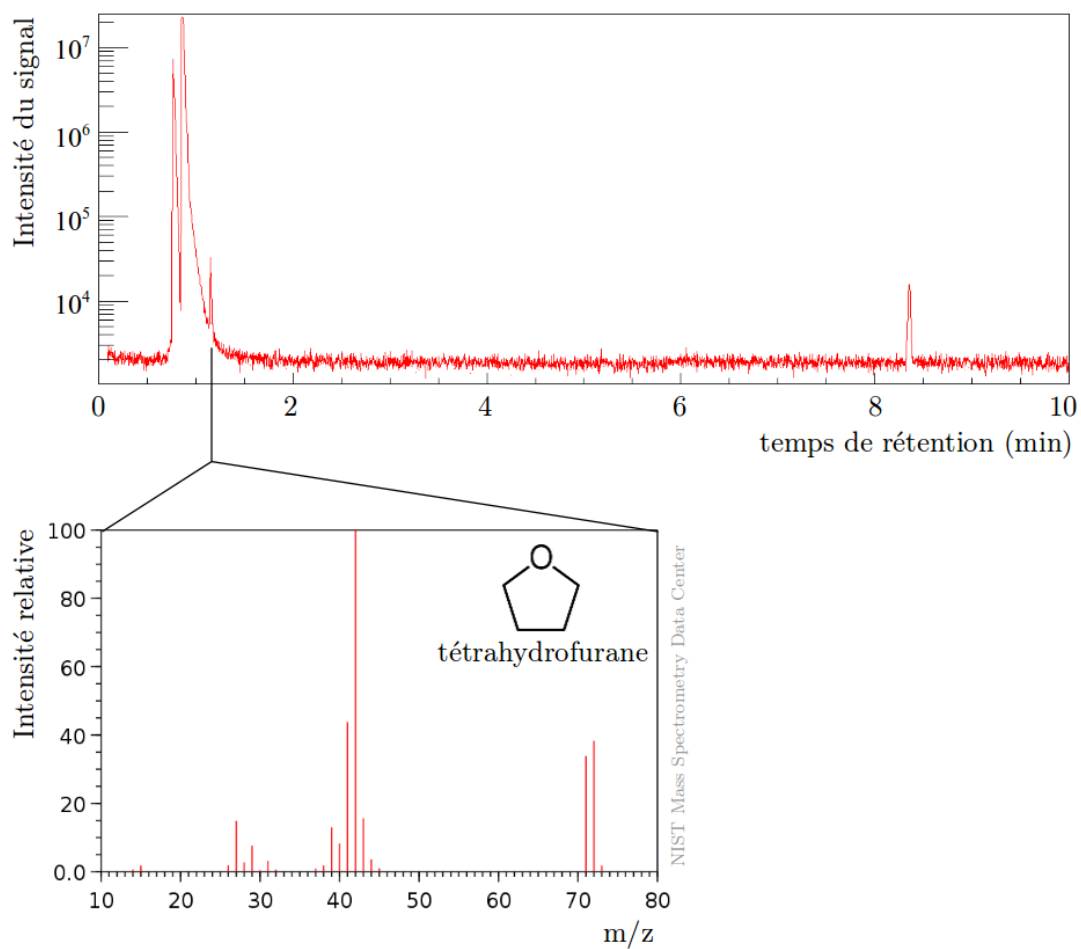 Intensité du signal
10⁷
10⁶
10⁵
10⁴
0 2 4 6 8 10
temps de rétention (min)
Intensité relative
100
80
60
40
20
0.0
O
tétrahydrofurane
NIST Mass Spectrometry Data Center
10 20 30 40 50 60 70 80
m/z